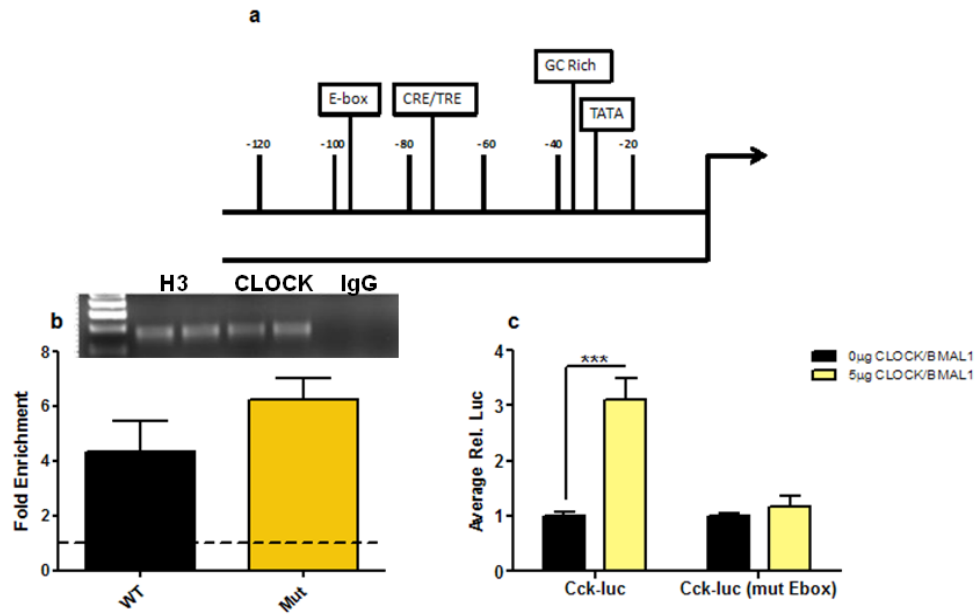 a
GC Rich
E-box
CRE/TRE
TATA
-120
-100
-80
-60
-40
-20
H3
CLOCK
IgG
b
8
6
4
2
0
Fold Enrichment
WT
Mut
c
4
3
2
1
0
Average Rel. Luc
***
Cck-luc
Cck-luc (mut Ebox)
0µg CLOCK/BMAL1
5µg CLOCK/BMAL1